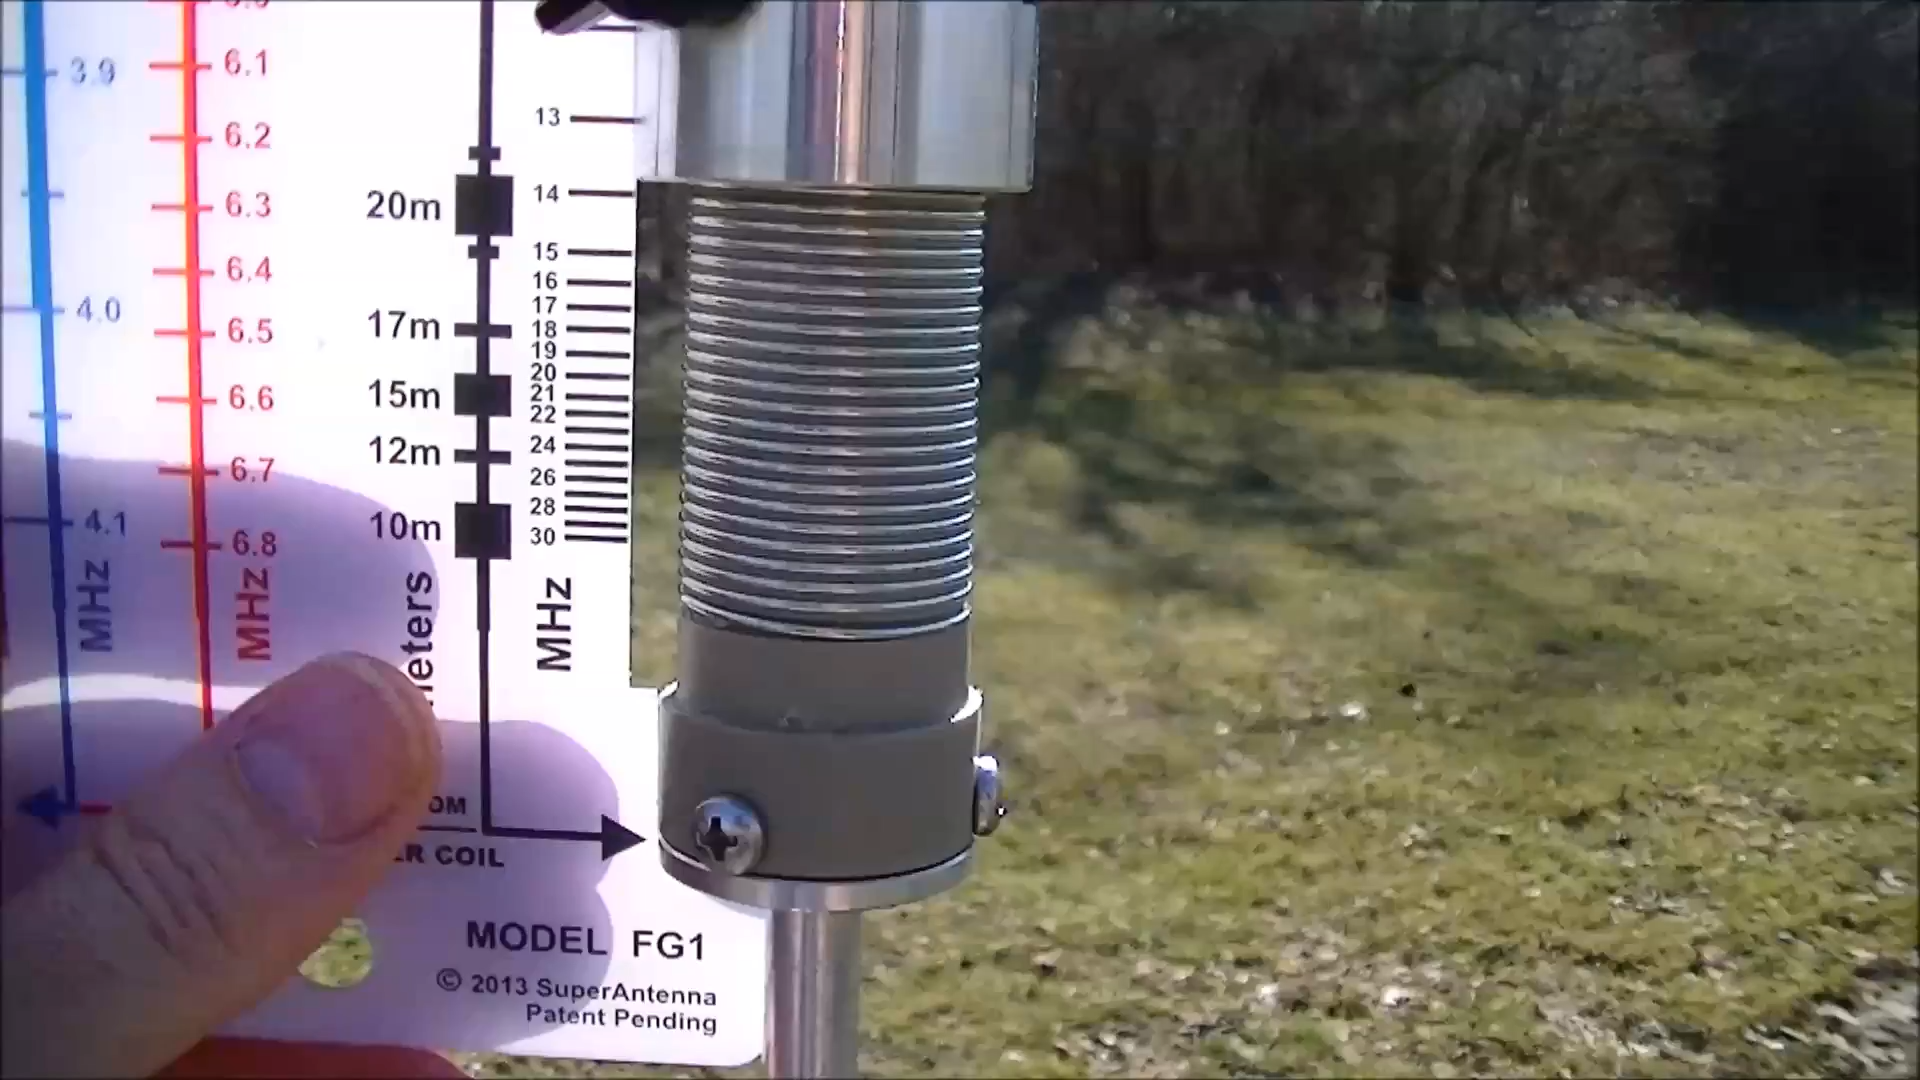 3.9
4.0
4.1
MHz
6.1
6.2
6.3
6.4
6.5
6.6
6.7
6.8
MHz
20m
17m
15m
12m
10m
13
14
15
16
17
18
19
20
21
22
24
26
28
30
MHz
COIL
MODEL FG1
© 2013 SuperAntenna
Patent Pending